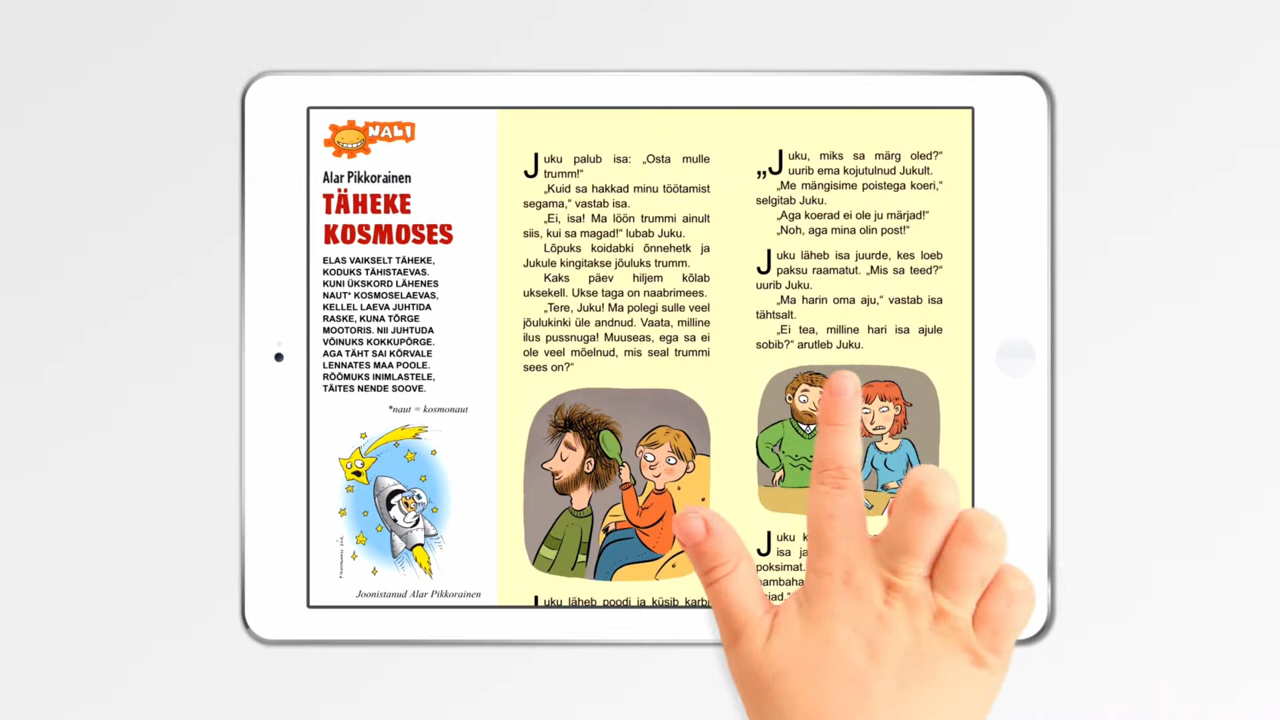 NALI
Alar Pikkorainen
TÄHEKE
KOSMOSES
ELAS VAIKSELT TÄHEKE,
KODUKS TÄHISTAEVAS.
KUNI ÜKSKORD LÄHENES
NAUT* KOSMOSELAEVAS,
KELLEL LAEVA JUHTIDA
RASKE, KUNA TÕRGE
MOOTORIS. NII JUHTUDA
VÕINUKS KOKKUPÕRGE.
AGA TÄHT SAI KÕRVALE
LENNATES MAA POOLE.
RÕÕMUKS INIMLASTELE,
TÄITES NENDE SOOVE.
*naut = kosmonaut
Joonistanud Alar Pikkorainen
Juku palub isa: „Osta mulle
trumm!“
„Kuid sa hakkad minu töötamist
segama,“ vastab isa.
„Ei, isa! Ma löön trummi ainult
siis, kui sa magad!“ lubab Juku.
Lõpuks koidabki õnnehetk ja
Jukule kingitakse jõuluks trumm.
Kaks päev hiljem kõlab
uksekell. Ukse taga on naabrimees.
„Tere, Juku! Ma polegi sulle veel
jõulukinki üle andnud. Vaata, milline
ilus pussnuga! Muuseas, ega sa ei
ole veel mõelnud, mis seal trummi
sees on?“
Juku läheb poodi ja küsib karbi
„Juku, miks sa märg oled?“
uurib ema kojutulnud Jukult.
„Me mängisime poistega koeri,“
selgitab Juku.
„Aga koerad ei ole ju märjad!“
„Noh, aga mina olin post!“
Juku läheb isa juurde, kes loeb
paksu raamatut. „Mis sa teed?“
uurib Juku.
„Ma harin oma aju,“ vastab isa
tähtsalt.
„Ei tea, milline hari isa ajule
sobib?“ arutleb Juku.
Juku
isa
poksimat.